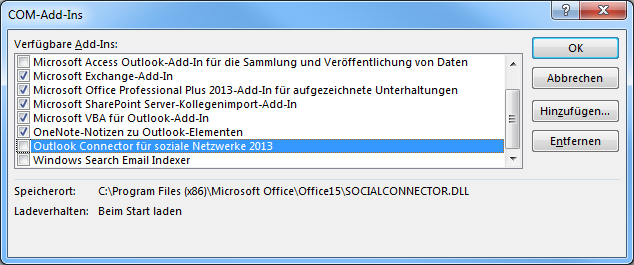 COM-Add-Ins
Verfügbare Add-Ins:
Microsoft Access Outlook-Add-In für die Sammlung und Veröffentlichung von Daten
Microsoft Exchange-Add-In
Microsoft Office Professional Plus 2013-Add-In für aufgezeichnete Unterhaltungen
Microsoft SharePoint Server-Kollegenimport-Add-In
Microsoft VBA für Outlook-Add-In
OneNote-Notizen zu Outlook-Elementen
Outlook Connector für soziale Netzwerke 2013
Windows Search Email Indexer
OK
Abbrechen
Hinzufügen...
Entfernen
Speicherort: C:\Program Files (x86)\Microsoft Office\Office15\SOCIALCONNECTOR.DLL
Ladeverhalten: Beim Start laden